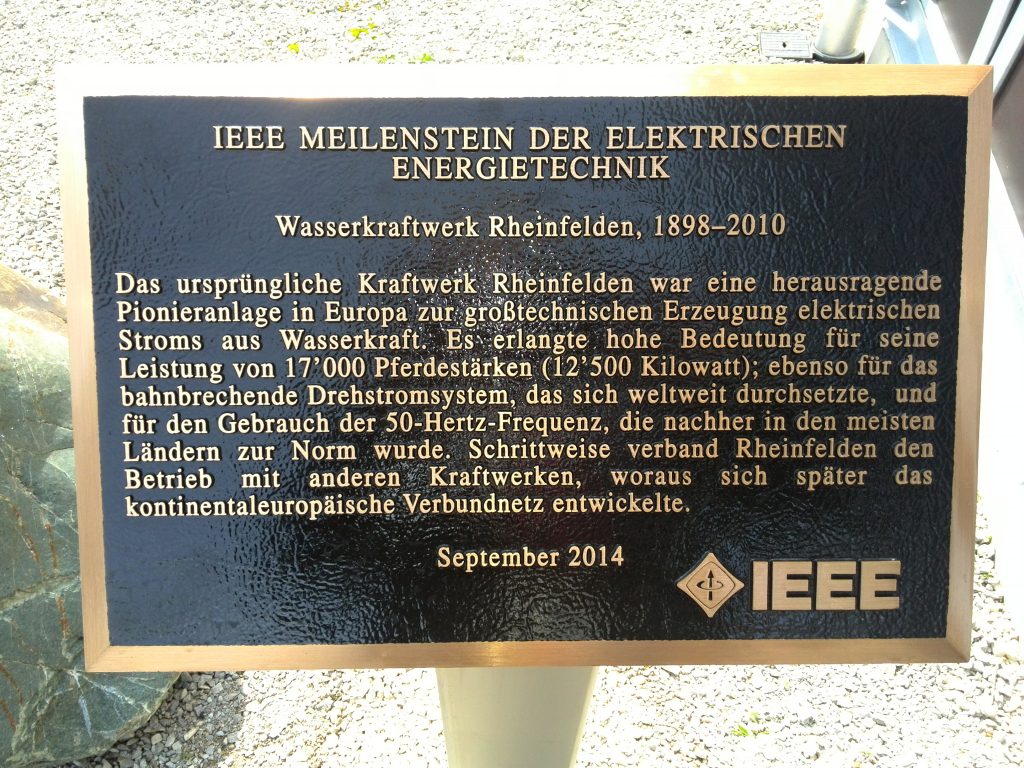 IEEE MEILENSTEIN DER ELEKTRISCHEN
ENERGIETECHNIK
Wasserkraftwerk Rheinfelden, 1898–2010
Das ursprüngliche Kraftwerk Rheinfelden war eine herausragende
Pionieranlage in Europa zur großtechnischen Erzeugung elektrischen
Stroms aus Wasserkraft. Es erlangte hohe Bedeutung für seine
Leistung von 17’000 Pferdestärken (12’500 Kilowatt); ebenso für das
bahnbrechende Drehstromsystem, das sich weltweit durchsetzte, und
für den Gebrauch der 50-Hertz-Frequenz, die nachher in den meisten
Ländern zur Norm wurde. Schrittweise verband Rheinfelden den
Betrieb mit anderen Kraftwerken, woraus sich später das
kontinentaleuropäische Verbundnetz entwickelte.
September 2014
IEEE